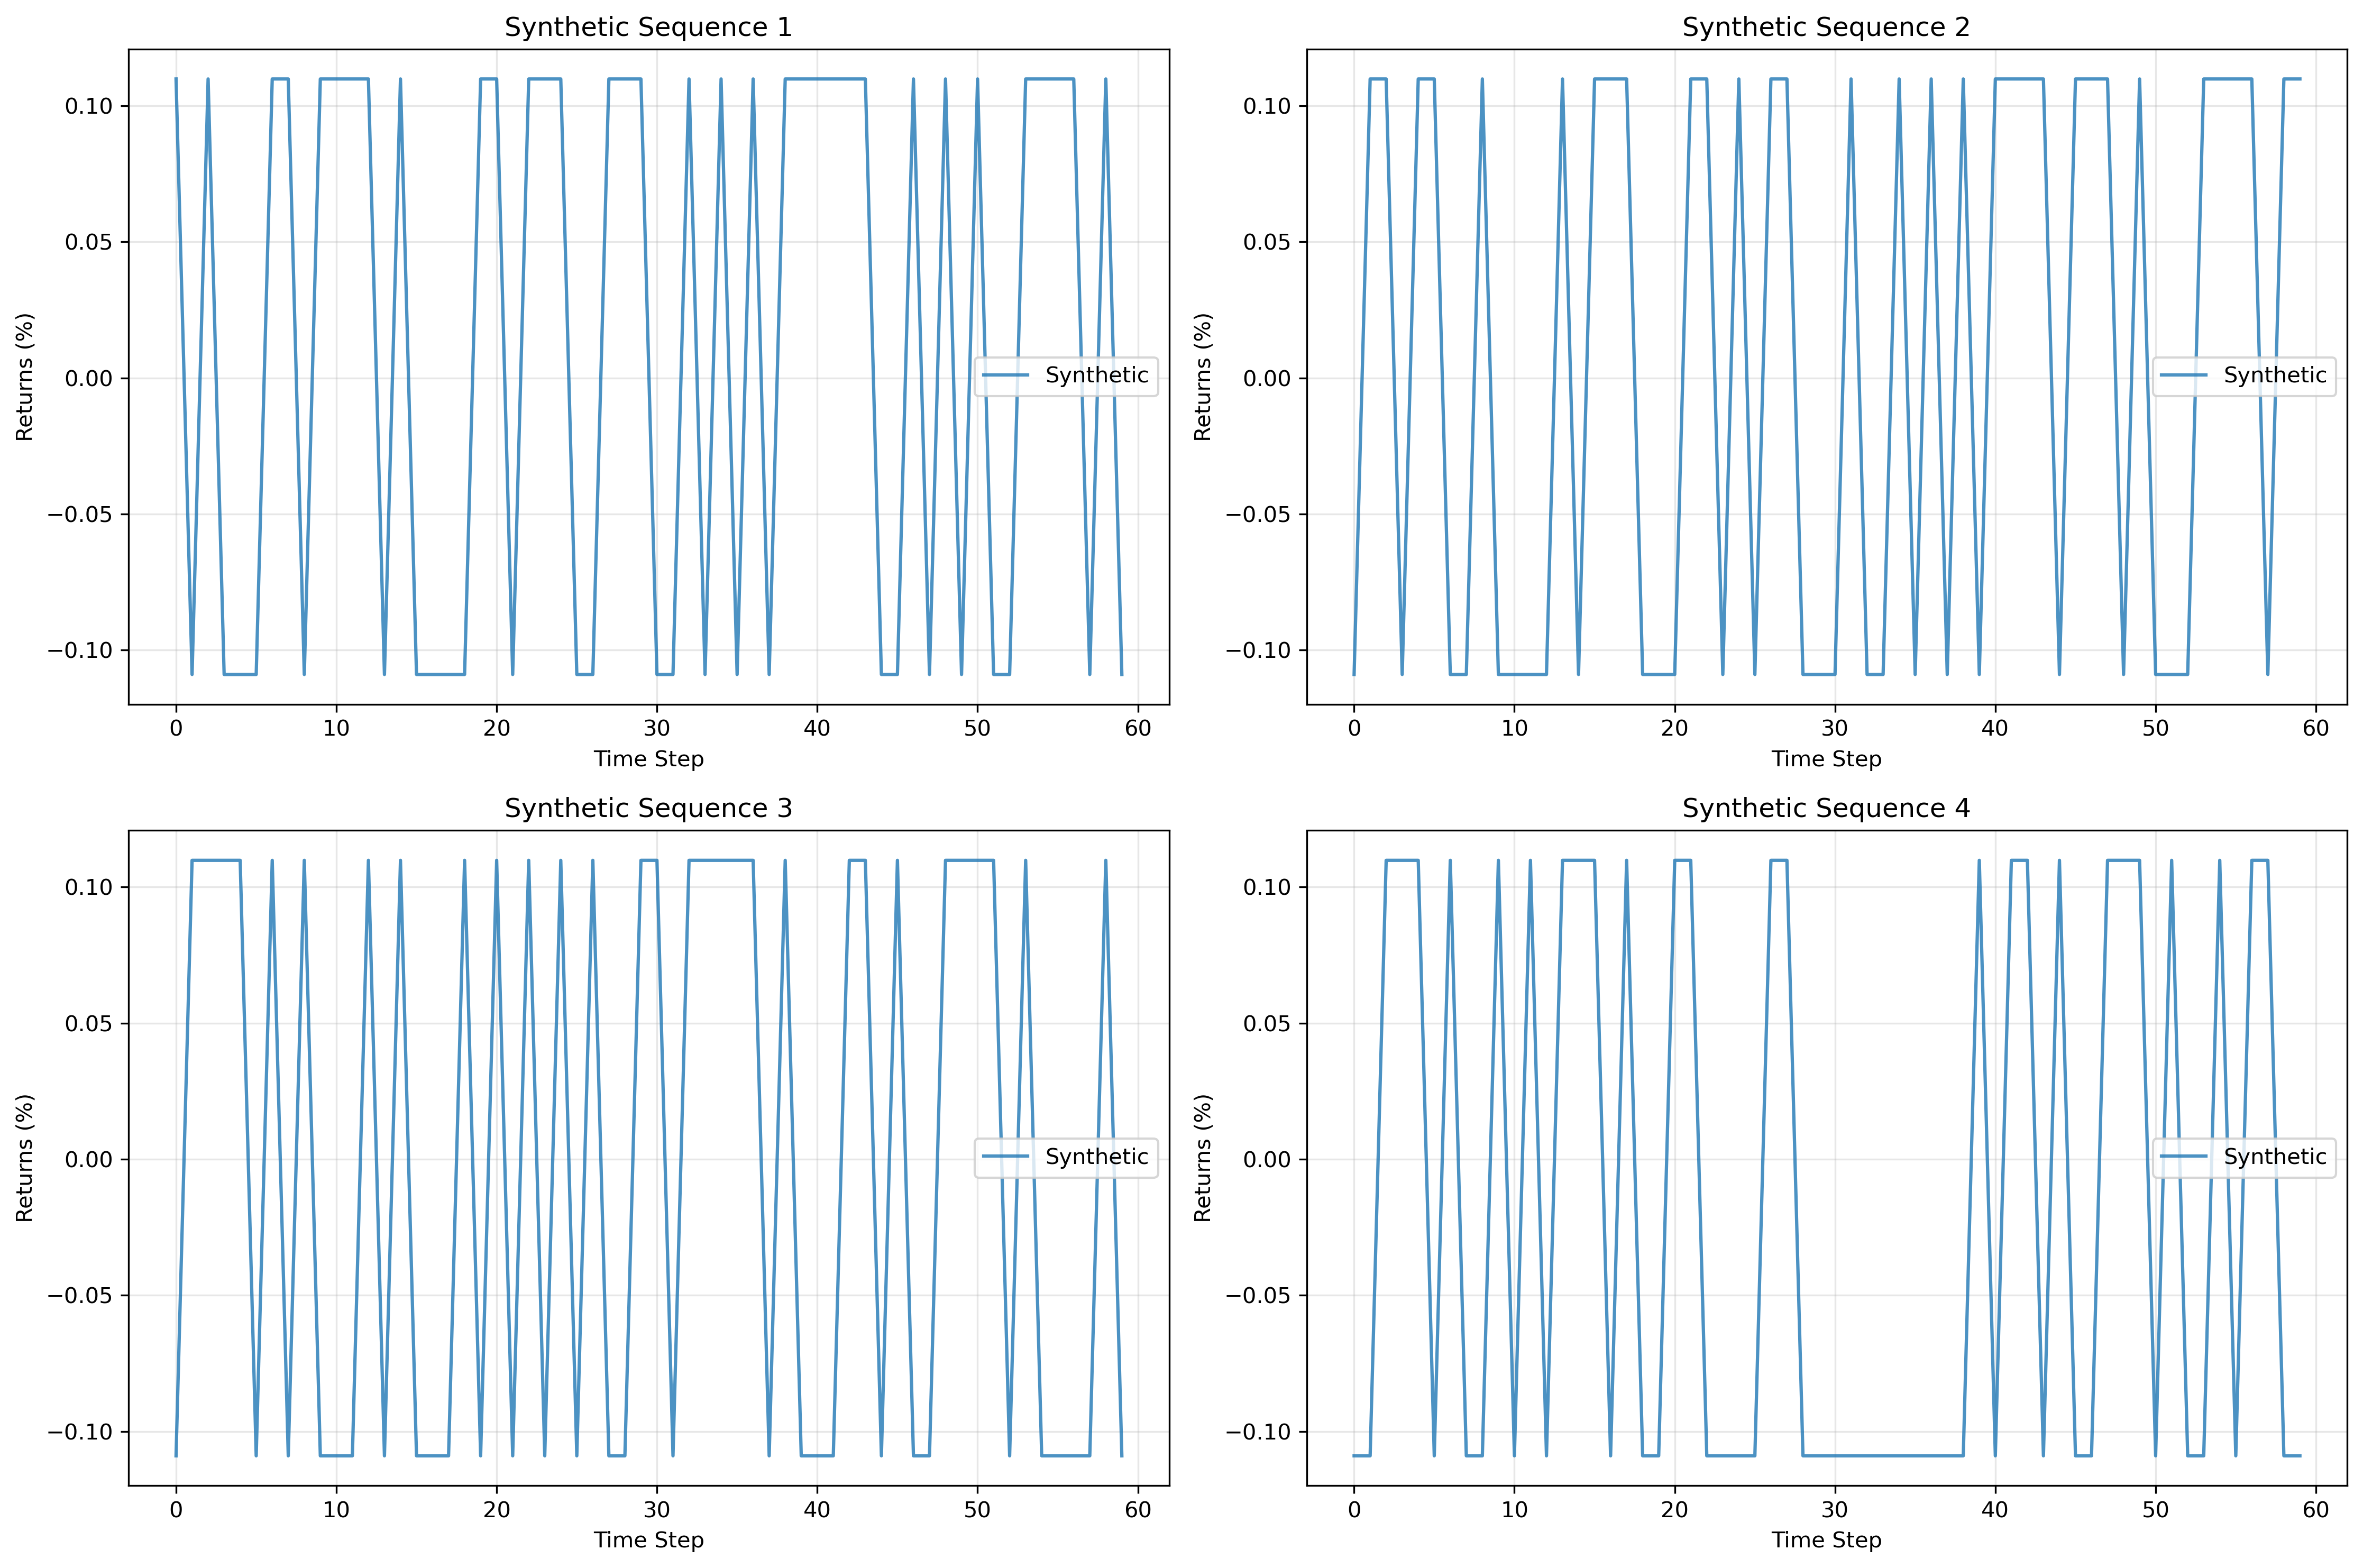 Synthetic Sequence 1
Returns (%)
0.10
0.05
0.00
−0.05
−0.10
Synthetic
0 10 20 30 40 50 60
Time Step
Synthetic Sequence 2
Returns (%)
0.10
0.05
0.00
−0.05
−0.10
Synthetic
0 10 20 30 40 50 60
Time Step
Synthetic Sequence 3
Returns (%)
0.10
0.05
0.00
−0.05
−0.10
Synthetic
0 10 20 30 40 50 60
Time Step
Synthetic Sequence 4
Returns (%)
0.10
0.05
0.00
−0.05
−0.10
Synthetic
0 10 20 30 40 50 60
Time Step